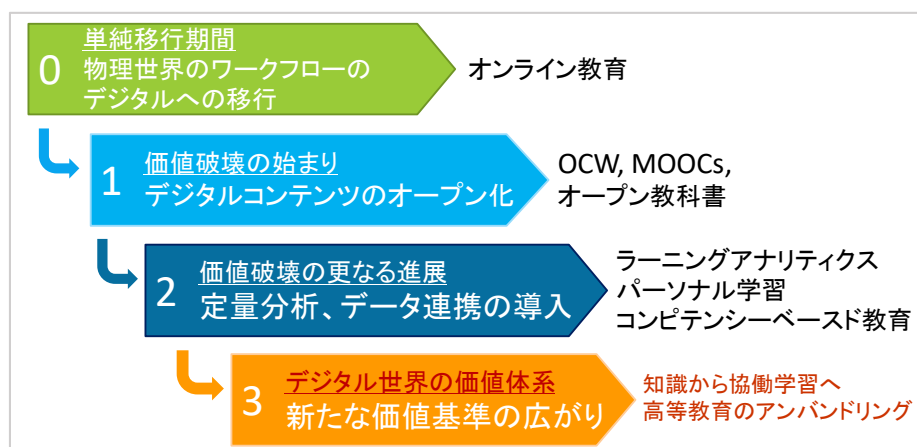 0
単純移行期間
物理世界のワークフローの
デジタルへの移行
オンライン教育
1
価値破壊の始まり
デジタルコンテンツのオープン化
OCW, MOOCs,
オープン教科書
2
価値破壊の更なる進展
定量分析、データ連携の導入
ラーニングアナリティクス
パーソナル学習
コンピテンシーベースド教育
3
デジタル世界の価値体系
新たな価値基準の広がり
知識から協働学習へ
高等教育のアンバンドリング